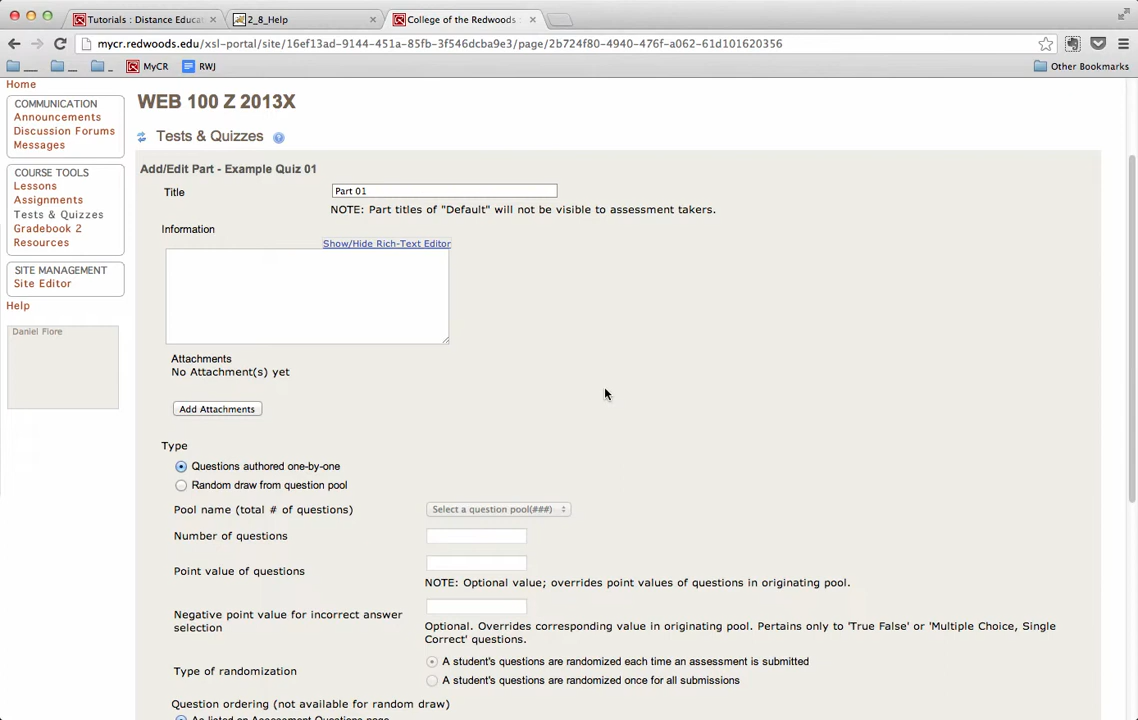 Tutorials : Distance Educat
2_8_Help
College of the Redwoods :
mycr.redwoods.edu/xsl-portal/site/16ef13ad-9144-451a-85fb-3f546dcba9e3/page/2b724f80-4940-476f-a062-61d101620356
MyCR
RWJ
Other Bookmarks
Home
COMMUNICATION
Announcements
Discussion Forums
Messages
COURSE TOOLS
Lessons
Assignments
Tests & Quizzes
Gradebook 2
Resources
SITE MANAGEMENT
Site Editor
Help
Daniel Fiore
WEB 100 Z 2013X
Tests & Quizzes
Add/Edit Part - Example Quiz 01
Title
Part 01
NOTE: Part titles of "Default" will not be visible to assessment takers.
Information
Show/Hide Rich-Text Editor
Attachments
No Attachment(s) yet
Add Attachments
Type
Questions authored one-by-one
Random draw from question pool
Pool name (total # of questions)
Select a question pool(###)
Number of questions
Point value of questions
NOTE: Optional value; overrides point values of questions in originating pool.
Negative point value for incorrect answer
selection
Optional. Overrides corresponding value in originating pool. Pertains only to 'True False' or 'Multiple Choice, Single
Correct' questions.
Type of randomization
A student's questions are randomized each time an assessment is submitted
A student's questions are randomized once for all submissions
Question ordering (not available for random draw)
As listed on Assessment Questions page